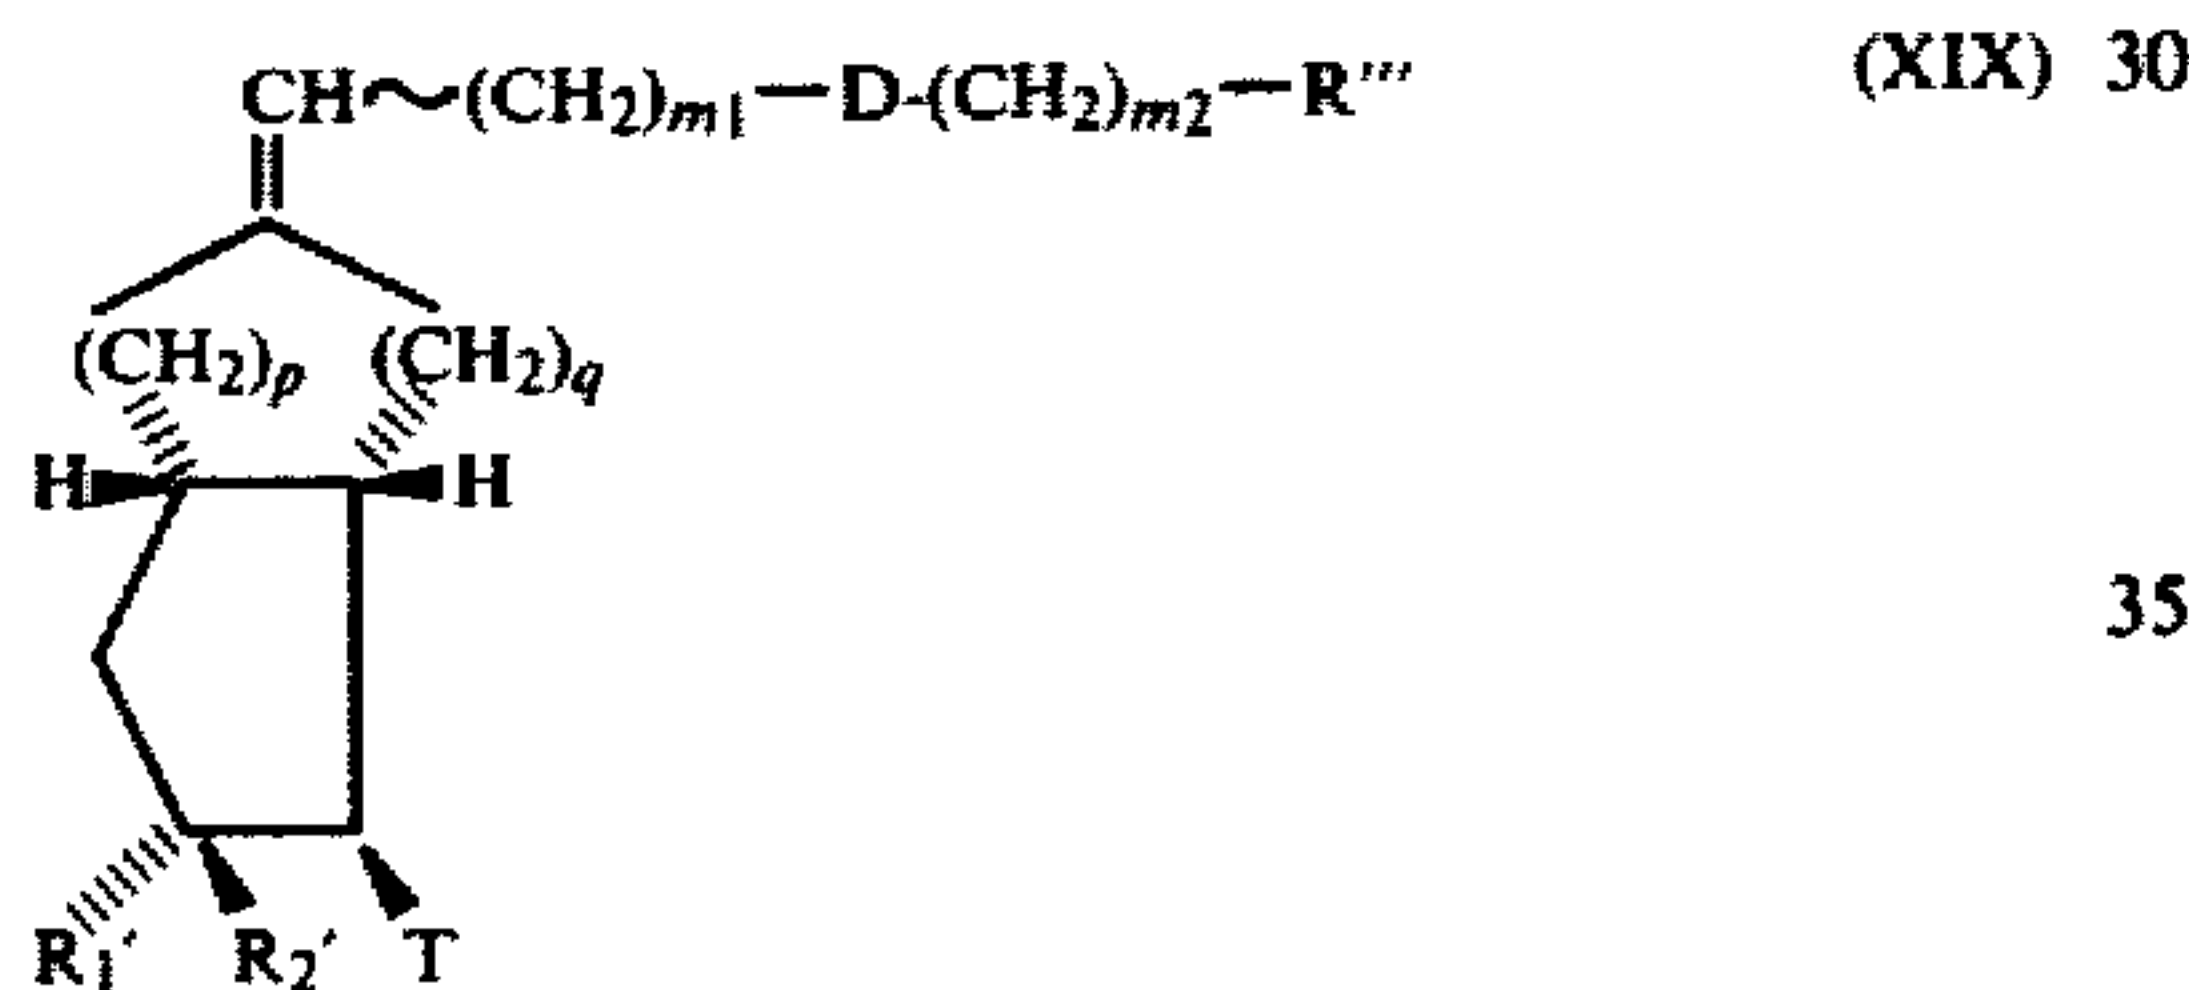 CH~(CH2)m1—D-(CH2)m2—R''' (XIX) 30
(CH2)p (CH2)q
H H
35
R1' R2' T